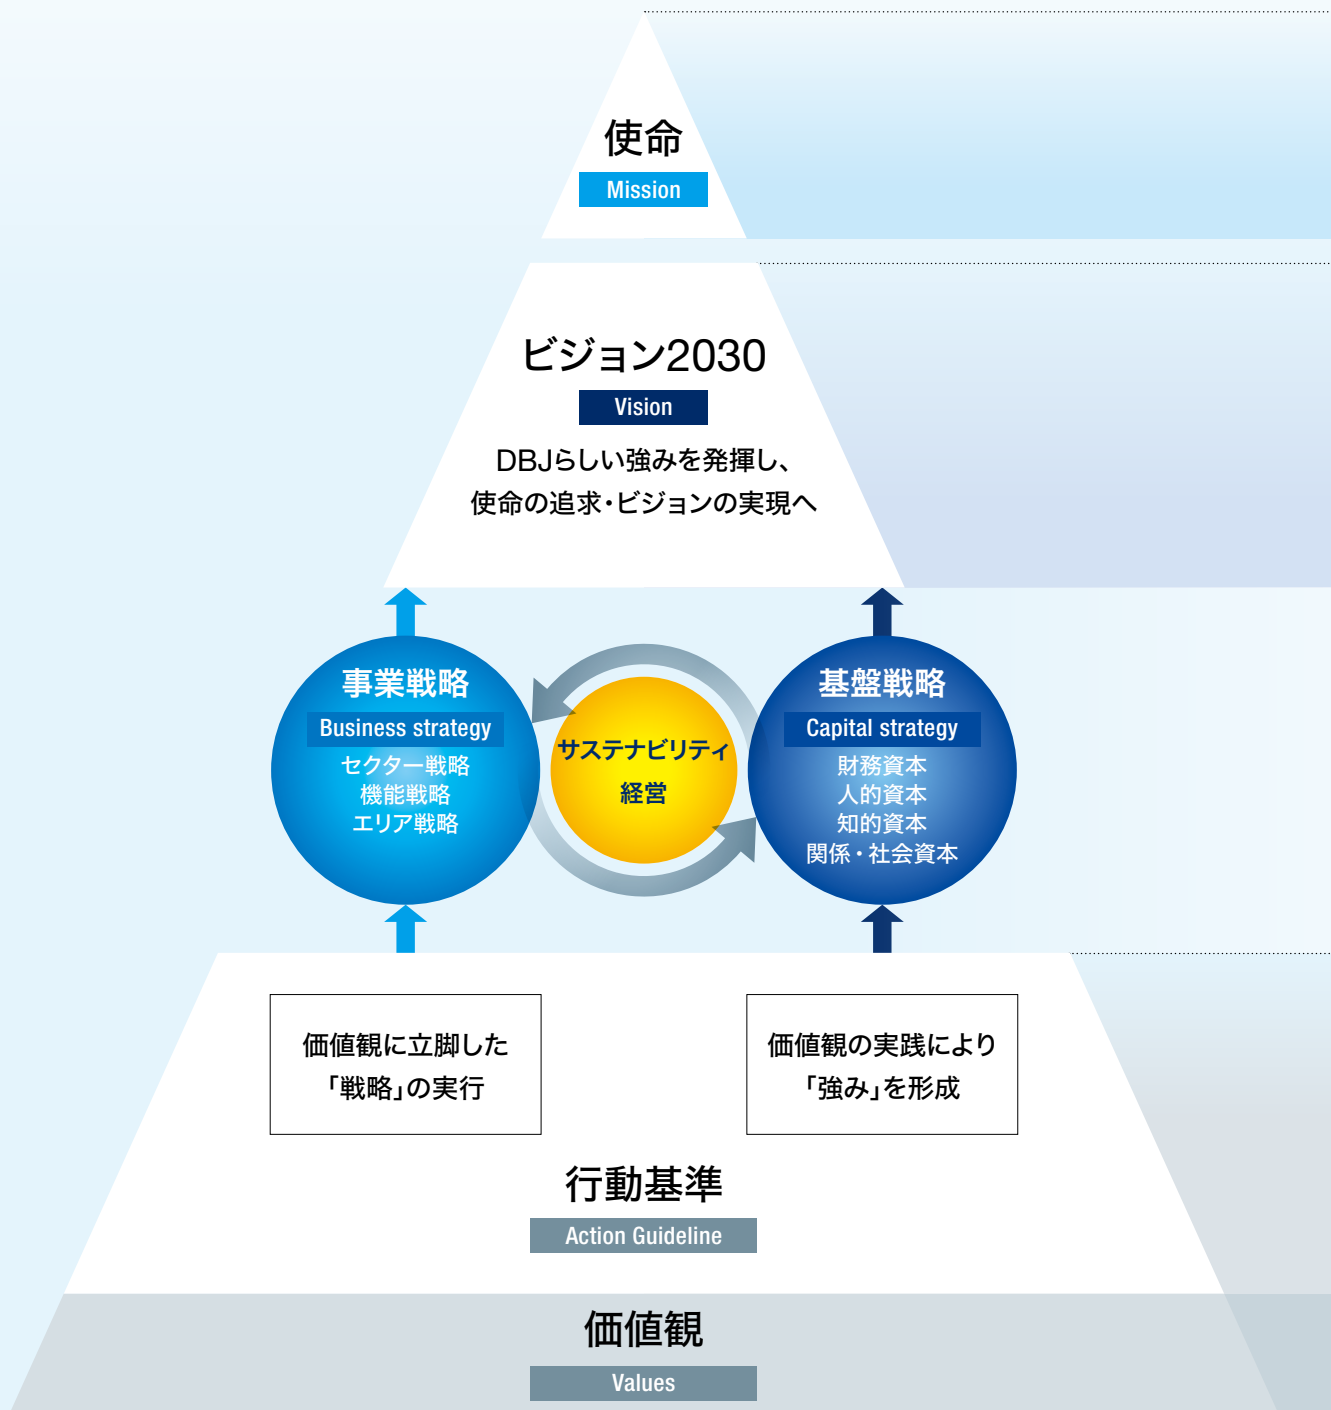 使命
Mission
ビジョン2030
Vision
DBJらしい強みを発揮し、
使命の追求・ビジョンの実現へ
事業戦略
Business strategy
セクター戦略
機能戦略
エリア戦略
サステナビリティ
経営
基盤戦略
Capital strategy
財務資本
人的資本
知的資本
関係・社会資本
価値観に立脚した
「戦略」の実行
価値観の実践により
「強み」を形成
行動基準
Action Guideline
価値観
Values